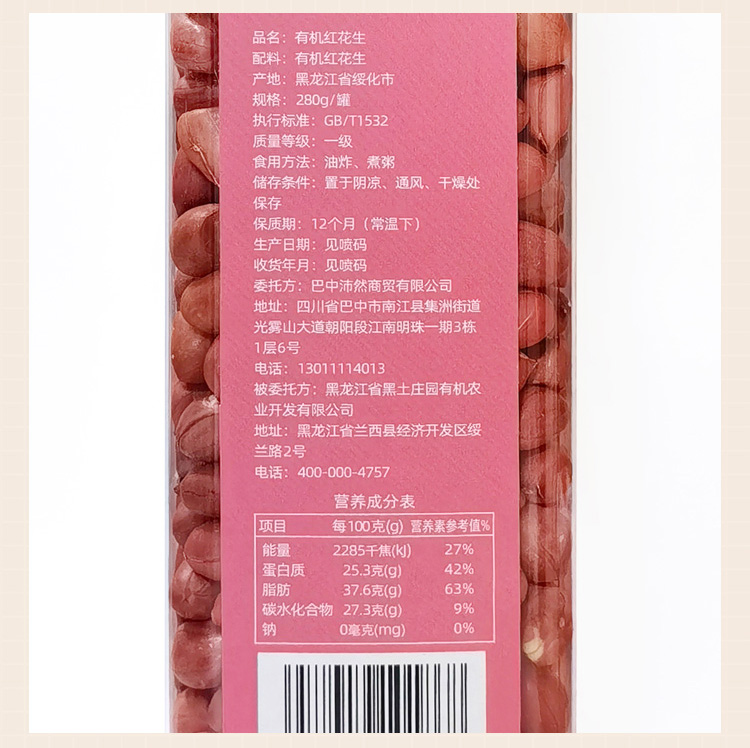 品名：有机红花生
配料：有机红花生
产地：黑龙江省绥化市
规格：280g/罐
执行标准：GB/T1532
质量等级：一级
食用方法：油炸、煮粥
储存条件：置于阴凉、通风、干燥处
保存
保质期：12个月（常温下）
生产日期：见喷码
收货年月：见喷码
委托方：巴中沛然商贸有限公司
地址：四川省巴中市南江县集洲街道
光雾山大道朝阳段江南明珠一期3栋
1层6号
电话：13011114013
被委托方：黑龙江省黑土庄园有机农
业开发有限公司
地址：黑龙江省兰西县经济开发区绥
兰路2号
电话：400-000-4757
营养成分表
项目 每100克(g) 营养素参考值%
能量 2285千焦(kJ) 27%
蛋白质 25.3克(g) 42%
脂肪 37.6克(g) 63%
碳水化合物 27.3克(g) 9%
钠 0毫克(mg) 0%